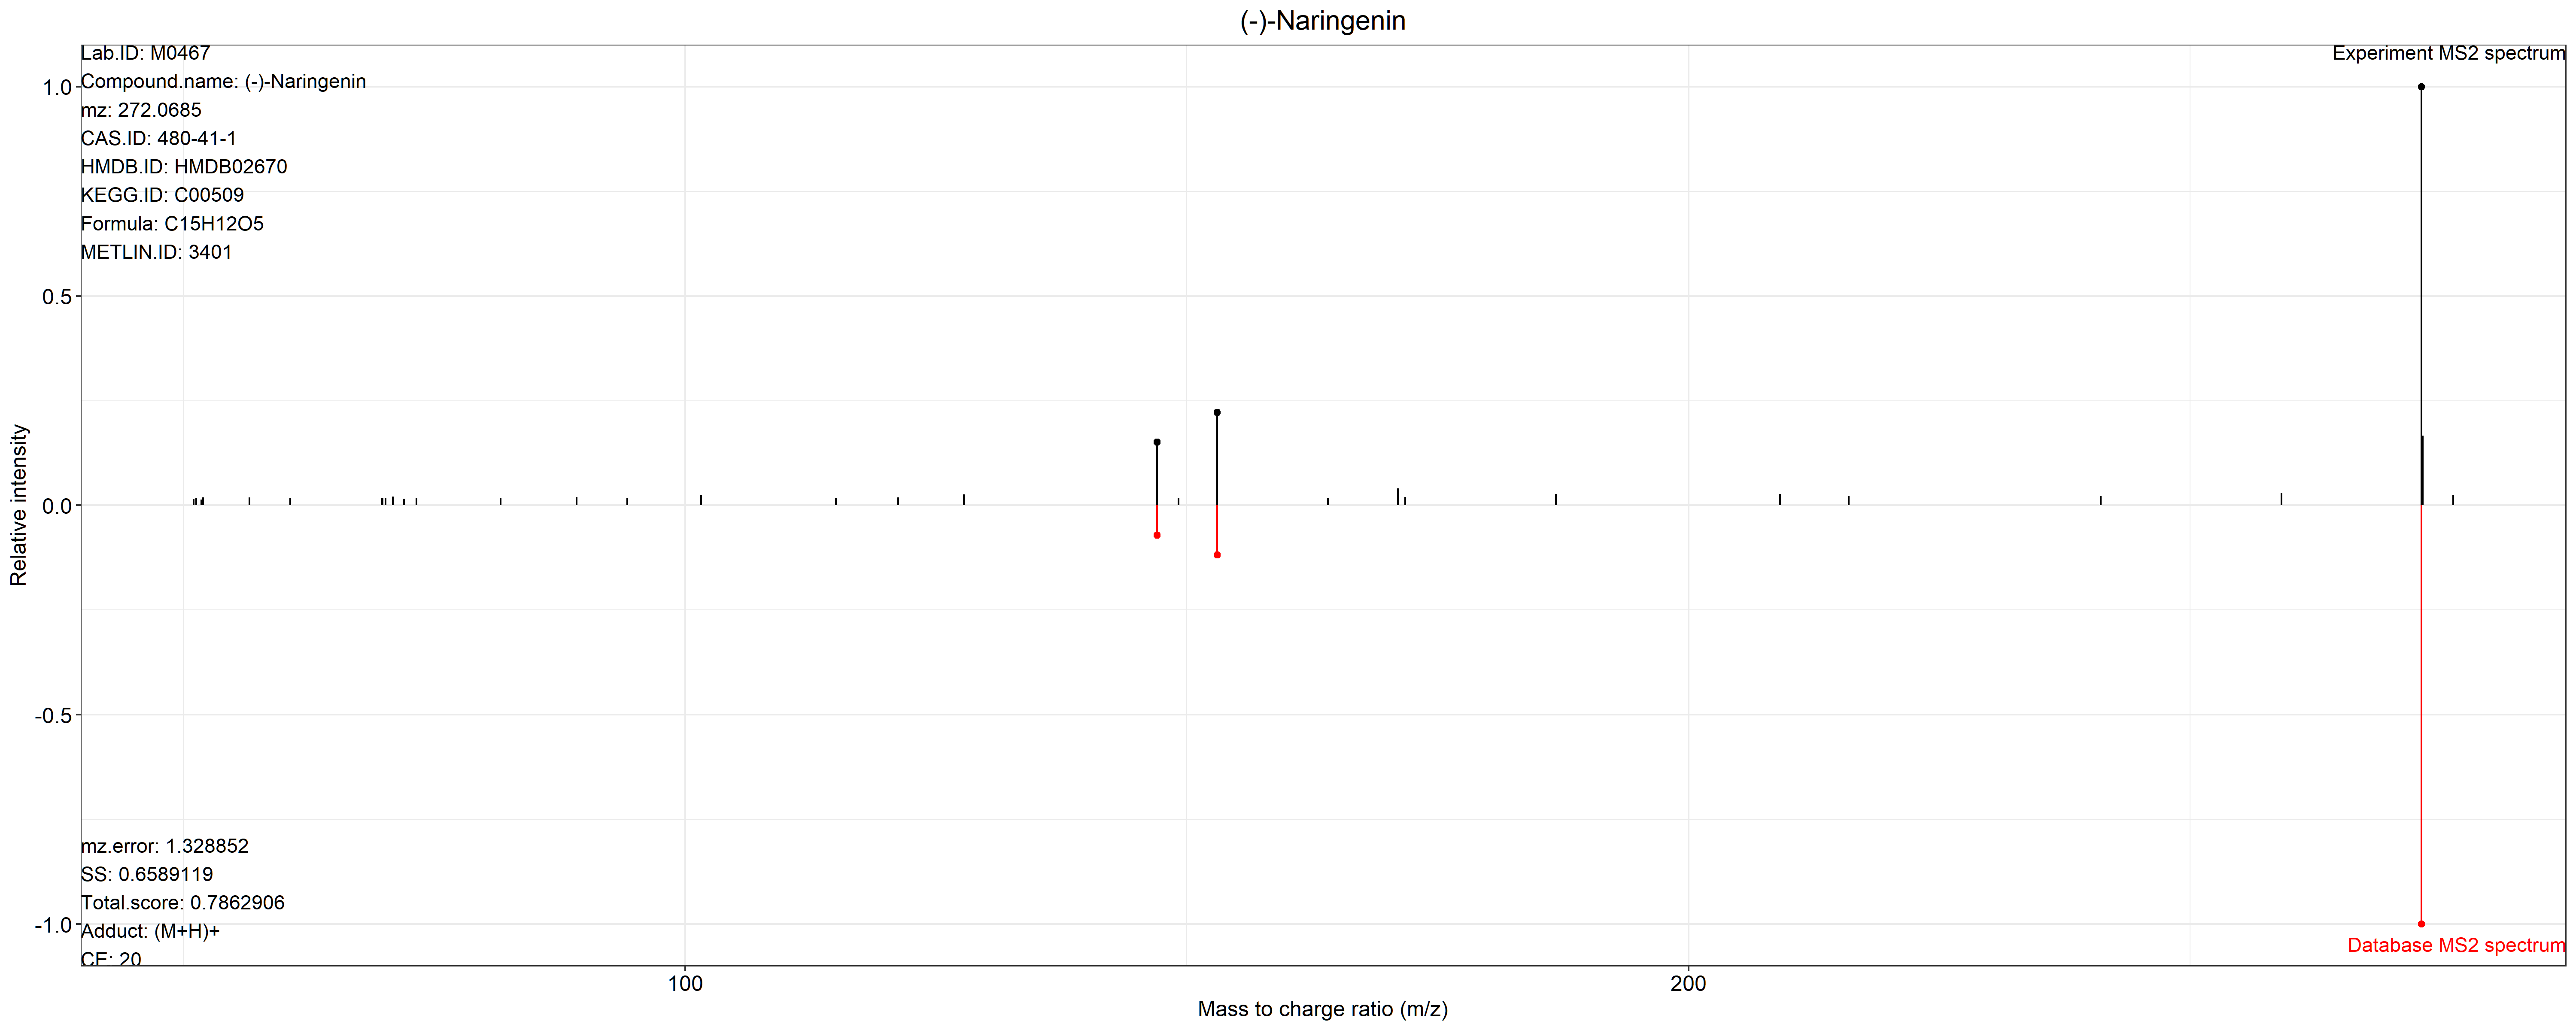 (-)-Naringenin
Lab.ID: M0467
Experiment MS2 spectrum
Compound.name: (-)-Naringenin
mz: 272.0685
CAS.ID: 480-41-1
HMDB.ID: HMDB02670
KEGG.ID: C00509
Formula: C15H12O5
METLIN.ID: 3401
1.0
0.5
0.0
-0.5
-1.0
Relative intensity
mz.error: 1.328852
SS: 0.6589119
Total.score: 0.7862906
Adduct: (M+H)+
CE: 20
Database MS2 spectrum
100
200
Mass to charge ratio (m/z)